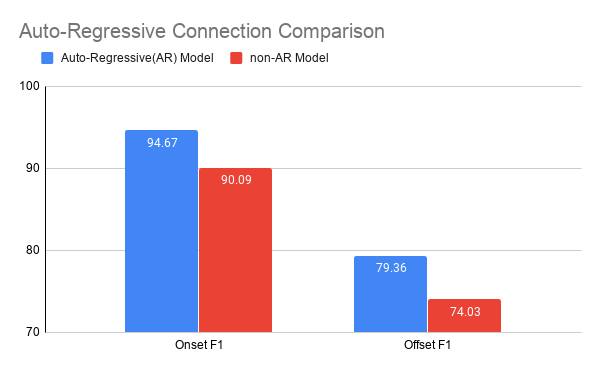 Auto-Regressive Connection Comparison
Auto-Regressive(AR) Model non-AR Model
100
90
80
70
94.67
90.09
79.36
74.03
Onset F1 Offset F1